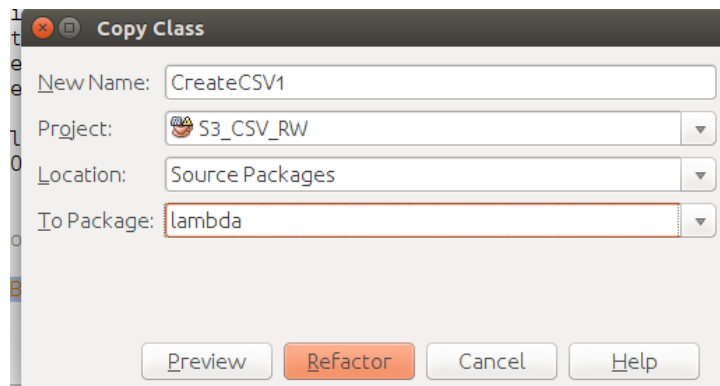 Copy Class
New Name: CreateCSV1
Project: S3_CSV_RW
Location: Source Packages
To Package: lambda
Preview Refactor Cancel Help